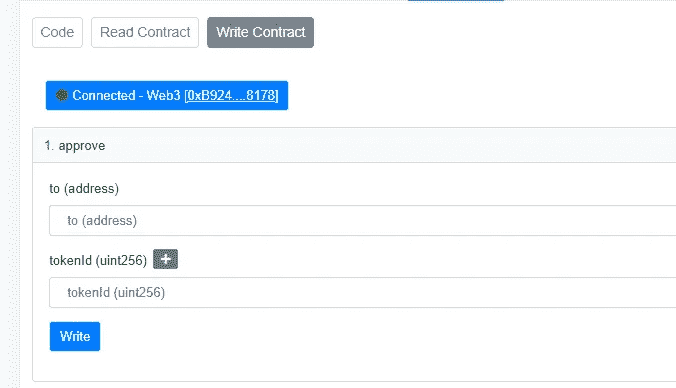 Code Read Contract Write Contract
Connected - Web3 [0xB924....8178]
1. approve
to (address)
to (address)
tokenId (uint256) +
tokenId (uint256)
Write